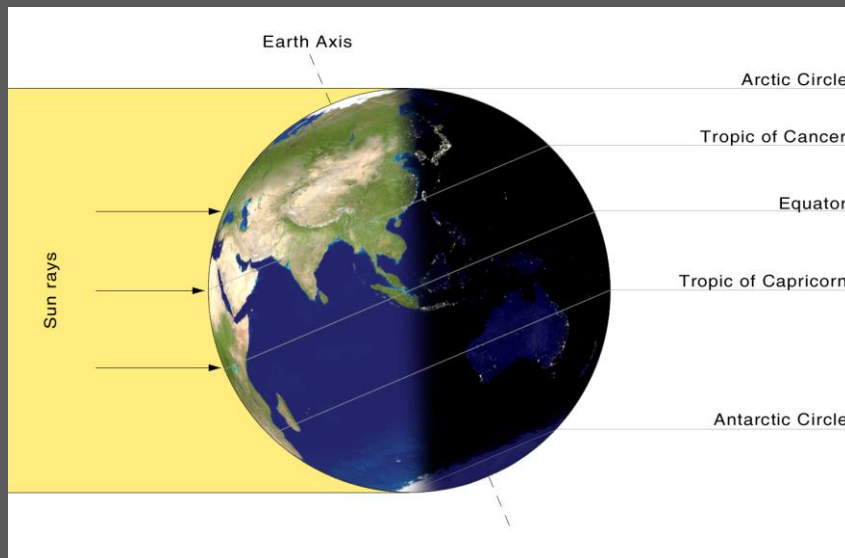 Earth Axis
Arctic Circle
Tropic of Cancer
Equator
Sun rays
Tropic of Capricorn
Antarctic Circle